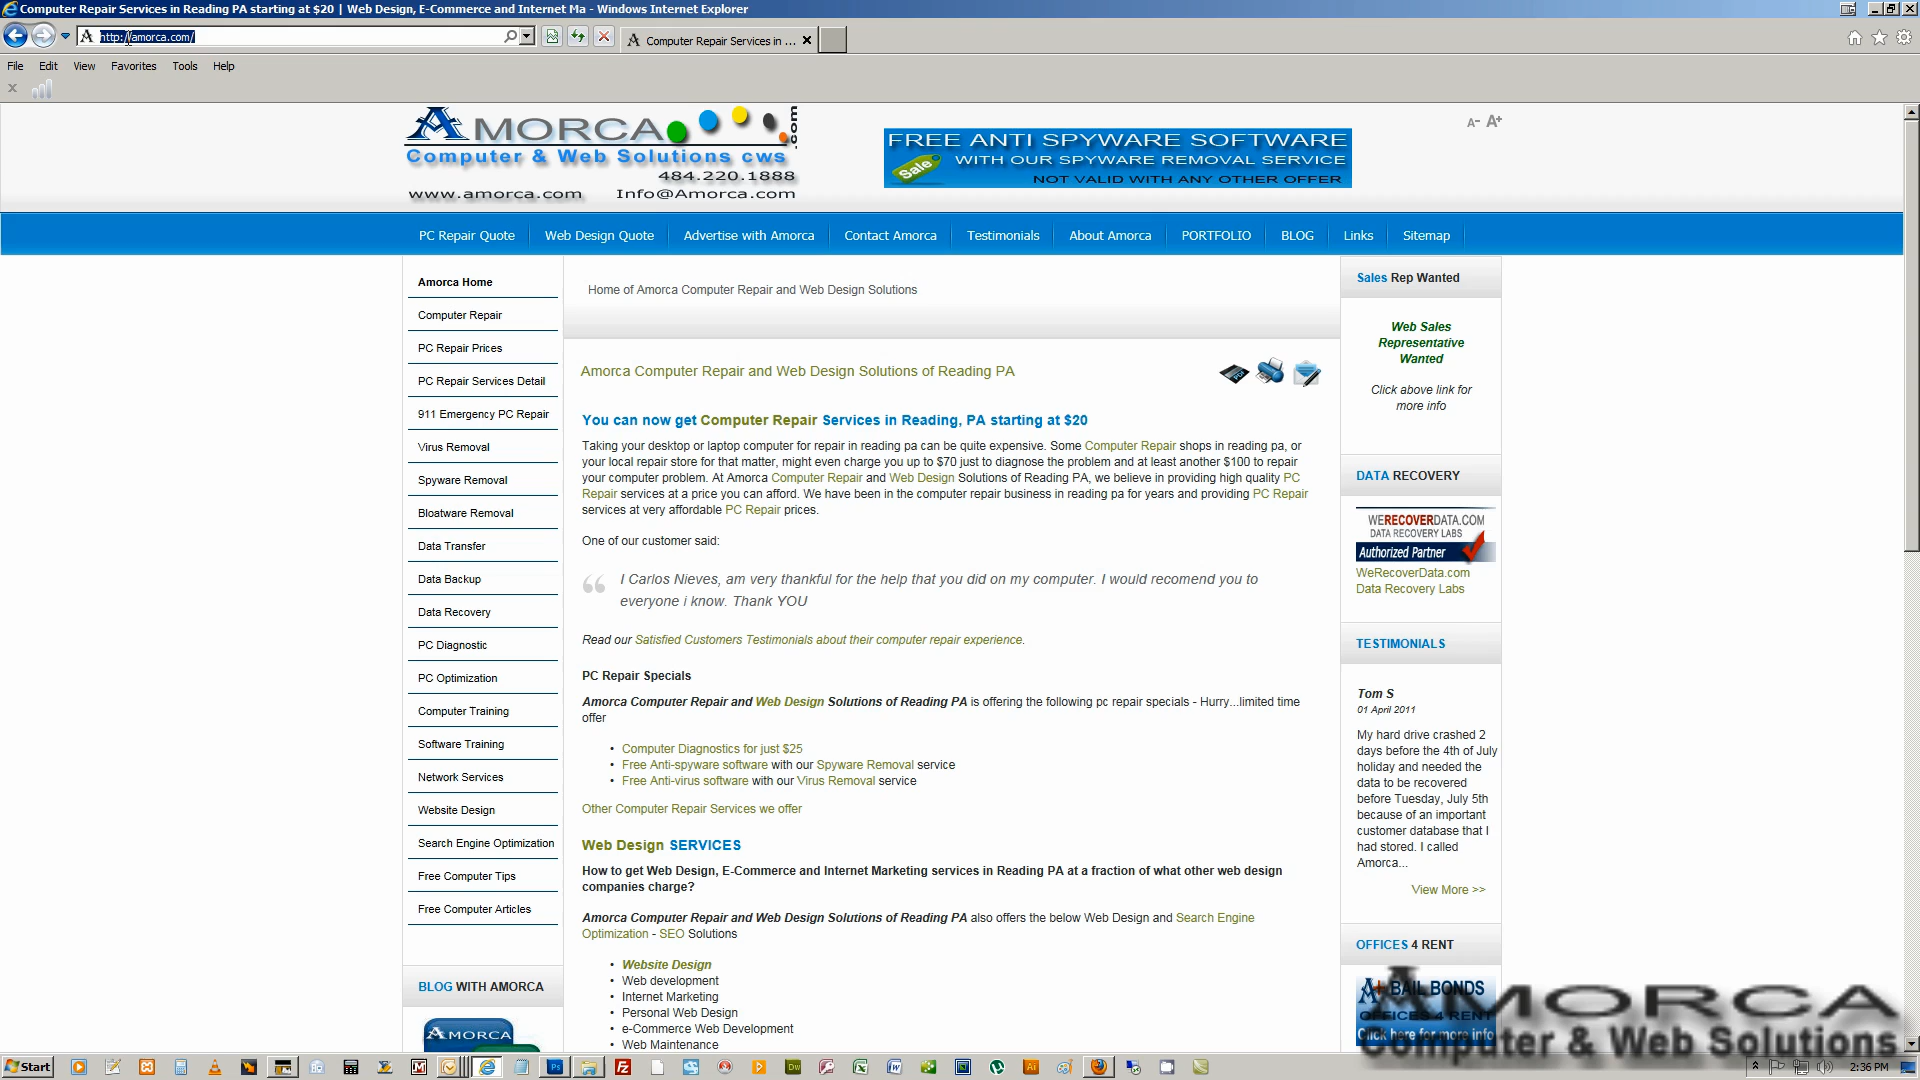 Computer Repair Services in Reading PA starting at $20 | Web Design, E-Commerce and Internet Ma - Windows Internet Explorer
http://amorca.com/
Computer Repair Services in ...
File Edit View Favorites Tools Help
AMORCA.com
Computer & Web Solutions cws
484.220.1888
www.amorca.com Info@Amorca.com
FREE ANTI SPYWARE SOFTWARE
Sale WITH OUR SPYWARE REMOVAL SERVICE
NOT VALID WITH ANY OTHER OFFER
A- A+
PC Repair Quote Web Design Quote Advertise with Amorca Contact Amorca Testimonials About Amorca PORTFOLIO BLOG Links Sitemap
Amorca Home
Computer Repair
PC Repair Prices
PC Repair Services Detail
911 Emergency PC Repair
Virus Removal
Spyware Removal
Bloatware Removal
Data Transfer
Data Backup
Data Recovery
PC Diagnostic
PC Optimization
Computer Training
Software Training
Network Services
Website Design
Search Engine Optimization
Free Computer Tips
Free Computer Articles
BLOG WITH AMORCA
AMORCA
Home of Amorca Computer Repair and Web Design Solutions
Amorca Computer Repair and Web Design Solutions of Reading PA
You can now get Computer Repair Services in Reading, PA starting at $20
Taking your desktop or laptop computer for repair in reading pa can be quite expensive. Some Computer Repair shops in reading pa, or
your local repair store for that matter, might even charge you up to $70 just to diagnose the problem and at least another $100 to repair
your computer problem. At Amorca Computer Repair and Web Design Solutions of Reading PA, we believe in providing high quality PC
Repair services at a price you can afford. We have been in the computer repair business in reading pa for years and providing PC Repair
services at very affordable PC Repair prices.
One of our customer said:
I Carlos Nieves, am very thankful for the help that you did on my computer. I would recomend you to
everyone i know. Thank YOU
Read our Satisfied Customers Testimonials about their computer repair experience.
PC Repair Specials
Amorca Computer Repair and Web Design Solutions of Reading PA is offering the following pc repair specials - Hurry...limited time
offer
• Computer Diagnostics for just $25
• Free Anti-spyware software with our Spyware Removal service
• Free Anti-virus software with our Virus Removal service
Other Computer Repair Services we offer
Web Design SERVICES
How to get Web Design, E-Commerce and Internet Marketing services in Reading PA at a fraction of what other web design
companies charge?
Amorca Computer Repair and Web Design Solutions of Reading PA also offers the below Web Design and Search Engine
Optimization - SEO Solutions
• Website Design
• Web development
• Internet Marketing
• Personal Web Design
• e-Commerce Web Development
• Web Maintenance
Sales Rep Wanted
Web Sales
Representative
Wanted
Click above link for
more info
DATA RECOVERY
WERECOVERDATA.COM
DATA RECOVERY LABS
Authorized Partner
WeRecoverData.com
Data Recovery Labs
TESTIMONIALS
Tom S
01 April 2011
My hard drive crashed 2
days before the 4th of July
holiday and needed the
data to be recovered
before Tuesday, July 5th
because of an important
customer database that I
had stored. I called
Amorca...
View More >>
OFFICES 4 RENT
A+ BAIL BONDS
OFFICES 4 RENT
Click here for more info
AMORCA
Computer & Web Solutions
Start
2:36 PM